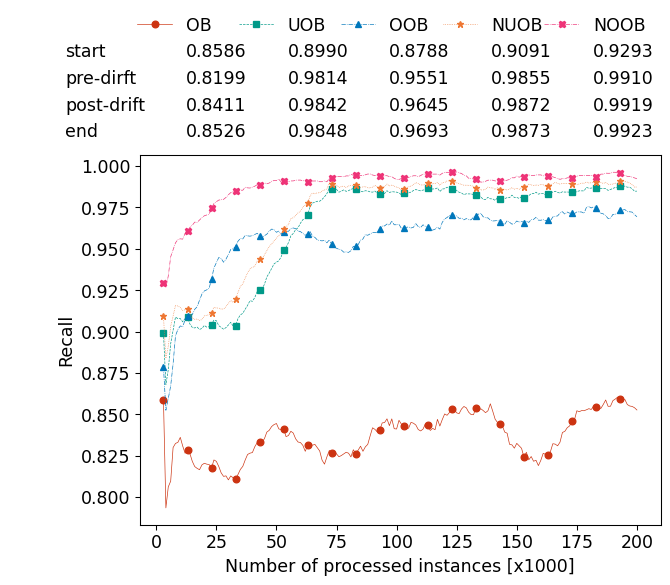 OB UOB OOB NUOB NOOB
start 0.8586 0.8990 0.8788 0.9091 0.9293
pre-dirft 0.8199 0.9814 0.9551 0.9855 0.9910
post-drift 0.8411 0.9842 0.9645 0.9872 0.9919
end 0.8526 0.9848 0.9693 0.9873 0.9923
1.000
0.975
0.950
0.925
0.900
0.875
0.850
0.825
0.800
Recall
0 25 50 75 100 125 150 175 200
Number of processed instances [x1000]